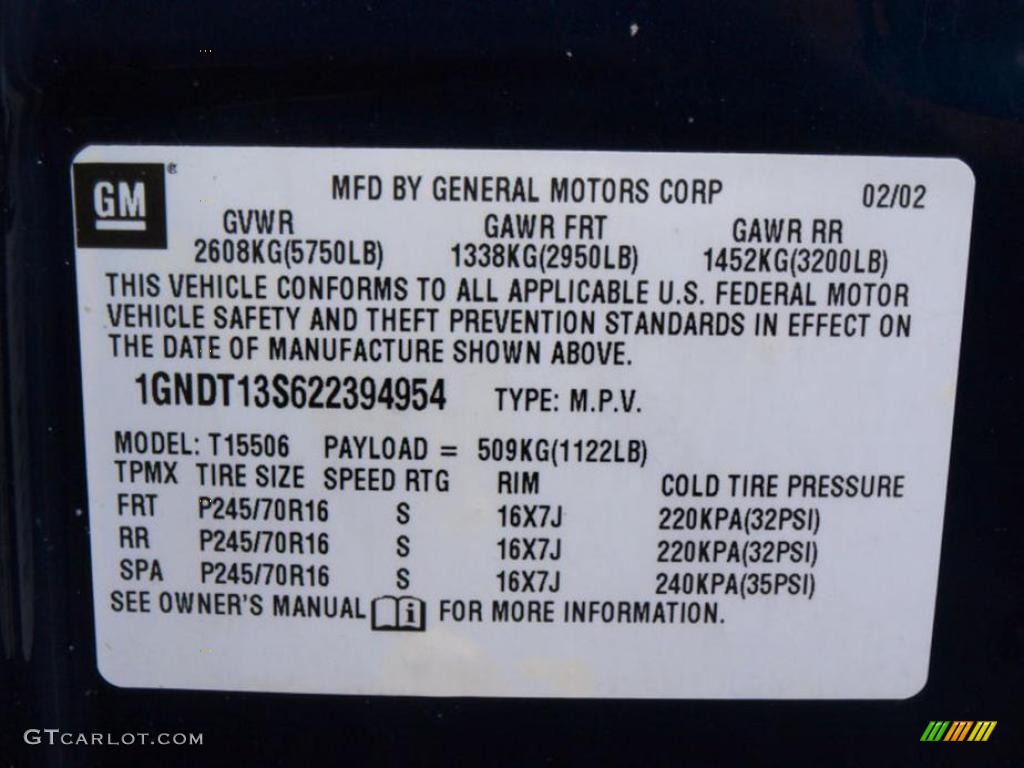 GM ® MFD BY GENERAL MOTORS CORP 02/02
GVWR GAWR FRT GAWR RR
2608KG(5750LB) 1338KG(2950LB) 1452KG(3200LB)
THIS VEHICLE CONFORMS TO ALL APPLICABLE U.S. FEDERAL MOTOR
VEHICLE SAFETY AND THEFT PREVENTION STANDARDS IN EFFECT ON
THE DATE OF MANUFACTURE SHOWN ABOVE.
1GNDT13S622394954 TYPE: M.P.V.
MODEL: T15506 PAYLOAD = 509KG(1122LB)
TPMX TIRE SIZE SPEED RTG RIM COLD TIRE PRESSURE
FRT P245/70R16 S 16X7J 220KPA(32PSI)
RR P245/70R16 S 16X7J 220KPA(32PSI)
SPA P245/70R16 S 16X7J 240KPA(35PSI)
SEE OWNER'S MANUAL i FOR MORE INFORMATION.
GTCARLOT.COM